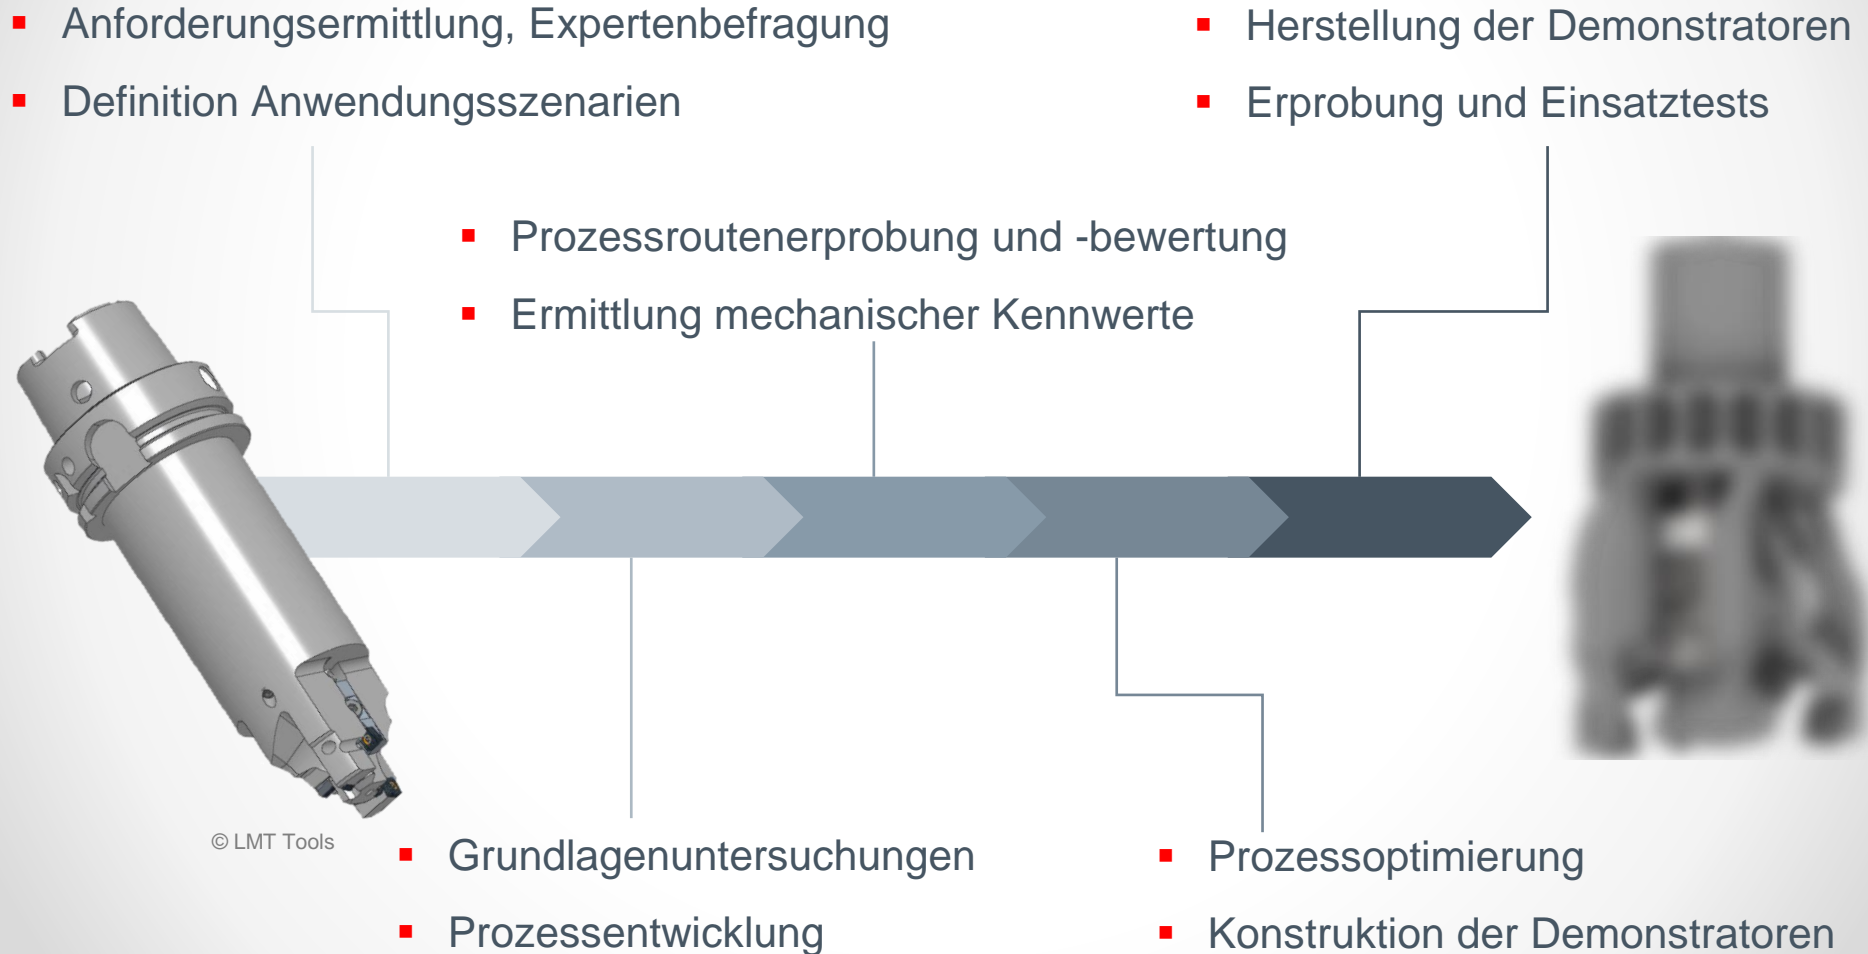 Anforderungsermittlung, Expertenbefragung
Definition Anwendungsszenarien
Herstellung der Demonstratoren
Erprobung und Einsatztests
Prozessroutenerprobung und -bewertung
Ermittlung mechanischer Kennwerte
© LMT Tools
Grundlagenuntersuchungen
Prozessentwicklung
Prozessoptimierung
Konstruktion der Demonstratoren